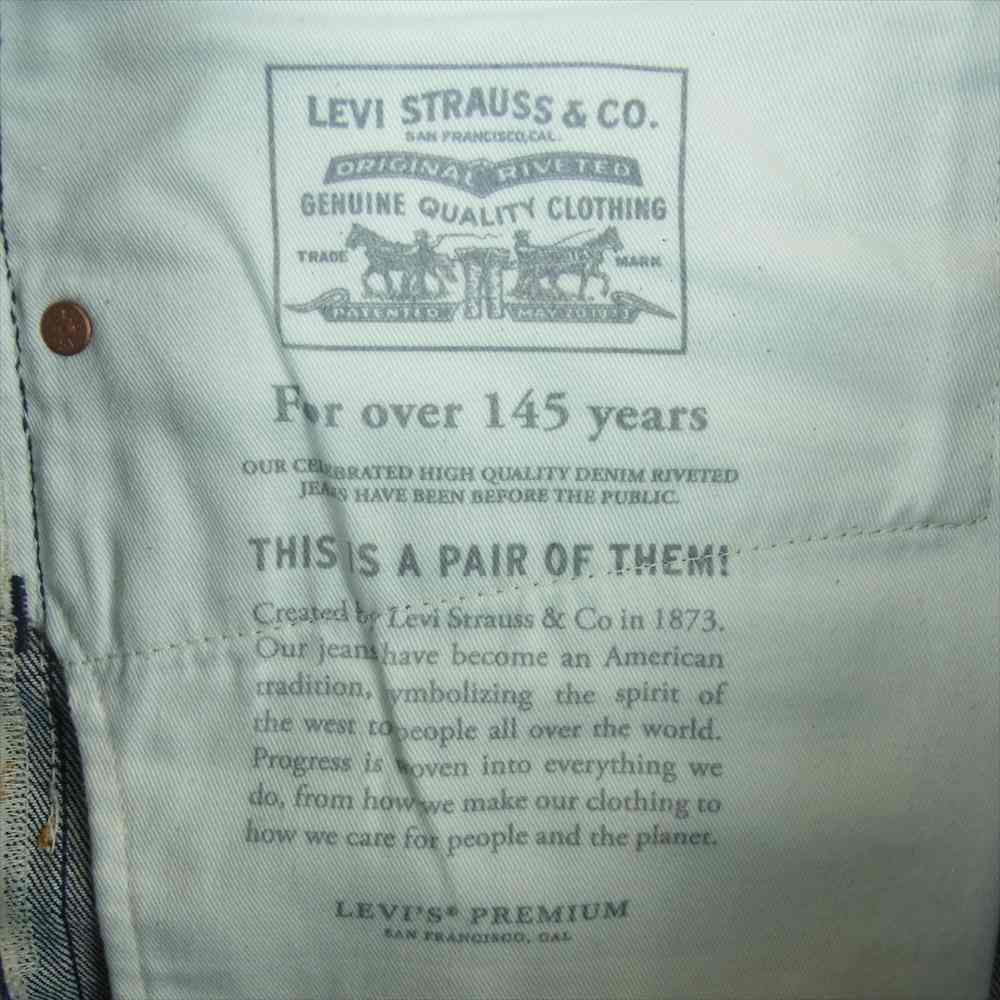 LEVI STRAUSS & CO.
SAN FRANCISCO, CAL.
ORIGINAL RIVETED
GENUINE QUALITY CLOTHING
TRADE MARK
PATENTED MAY 20 1873
For over 145 years
OUR CELEBRATED HIGH QUALITY DENIM RIVETED
JEANS HAVE BEEN BEFORE THE PUBLIC.
THIS IS A PAIR OF THEM!
Created by Levi Strauss & Co in 1873.
Our jeans have become an American
tradition, ymbolizing the spirit of
the west to people all over the world.
Progress is woven into everything we
do, from how we make our clothing to
how we care for people and the planet.
LEVI'S® PREMIUM
SAN FRANCISCO, CAL